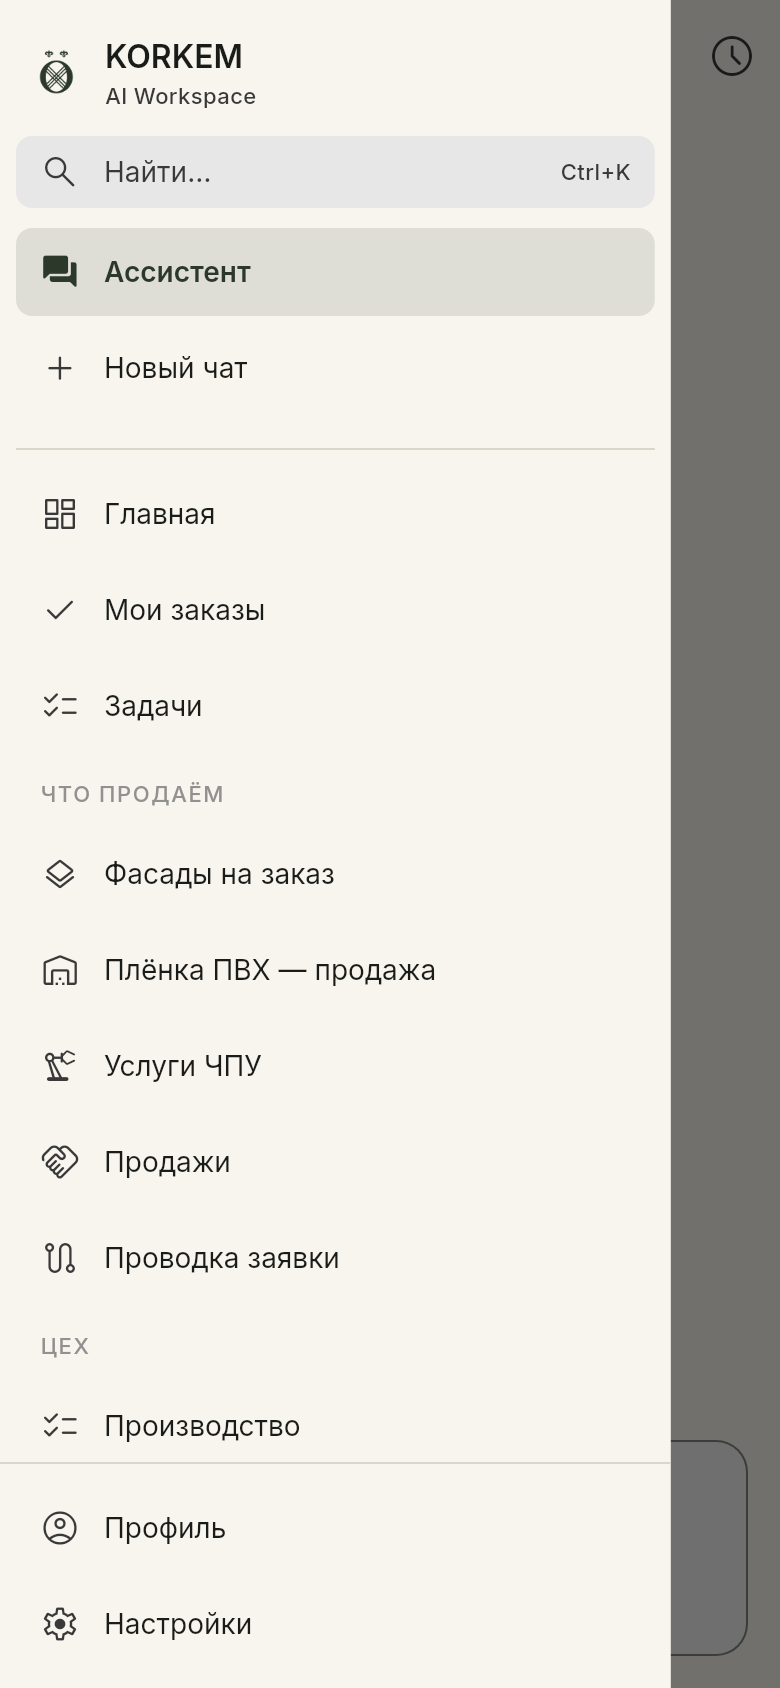 KORKEM
AI Workspace
Найти...
Ctrl+K
Ассистент
Новый чат
Главная
Мои заказы
Задачи
ЧТО ПРОДАЁМ
Фасады на заказ
Плёнка ПВХ — продажа
Услуги ЧПУ
Продажи
Проводка заявки
ЦЕХ
Производство
Профиль
Настройки